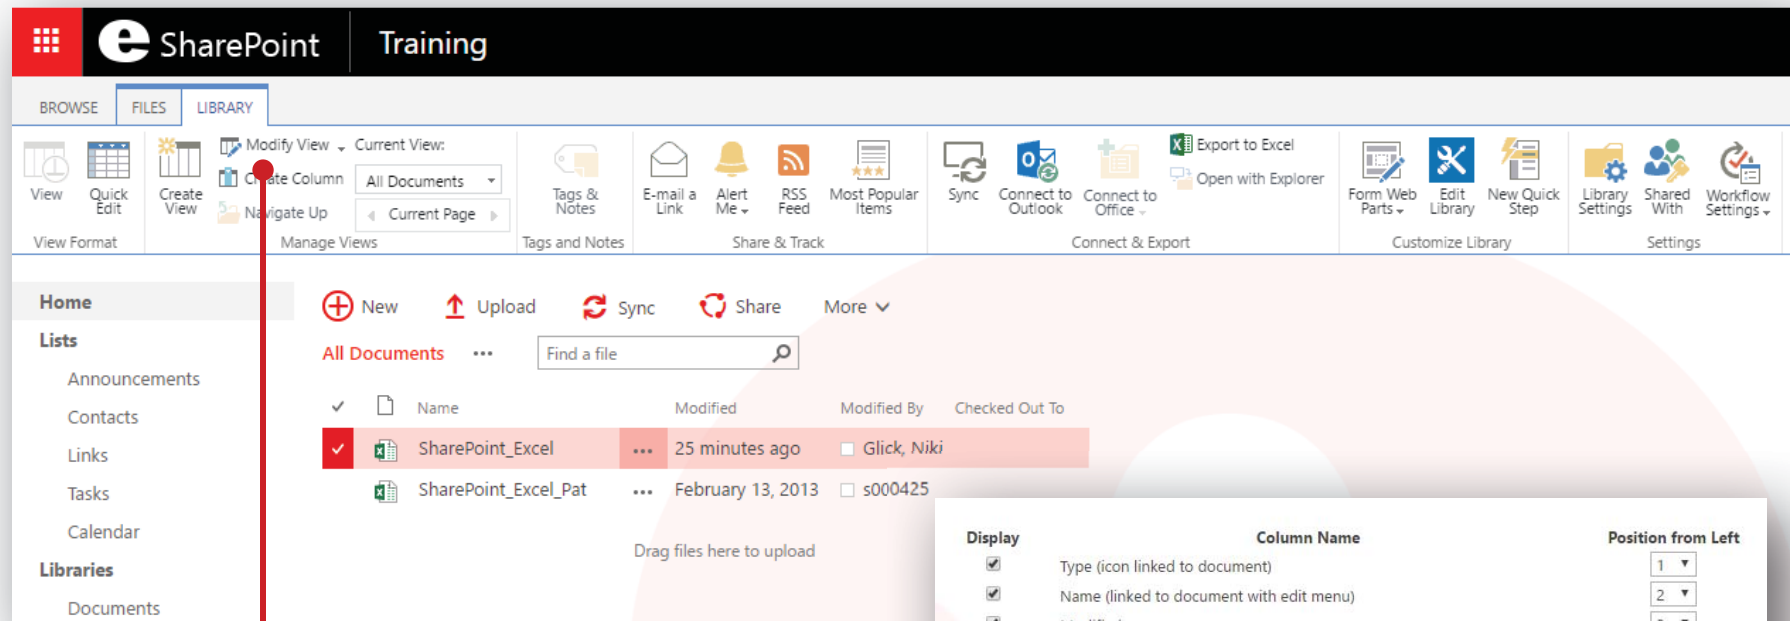 e SharePoint Training
BROWSE FILES LIBRARY
View
Quick Edit
Create View
Modify View
Create Column
Navigate Up
Current View:
All Documents
Current Page
Tags & Notes
E-mail a Link
Alert Me
RSS Feed
Most Popular Items
Sync
Connect to Outlook
Connect to Office
Export to Excel
Open with Explorer
Form Web Parts
Edit Library
New Quick Step
Library Settings
Shared With
Workflow Settings
View Format Manage Views Tags and Notes Share & Track Connect & Export Customize Library Settings
Home
Lists
Announcements
Contacts
Links
Tasks
Calendar
Libraries
Documents
New Upload Sync Share More
All Documents ... Find a file
Name Modified Modified By Checked Out To
SharePoint_Excel ... 25 minutes ago Glick, Niki
SharePoint_Excel_Pat ... February 13, 2013 s000425
Drag files here to upload
Display Column Name Position from Left
Type (icon linked to document) 1
Name (linked to document with edit menu) 2